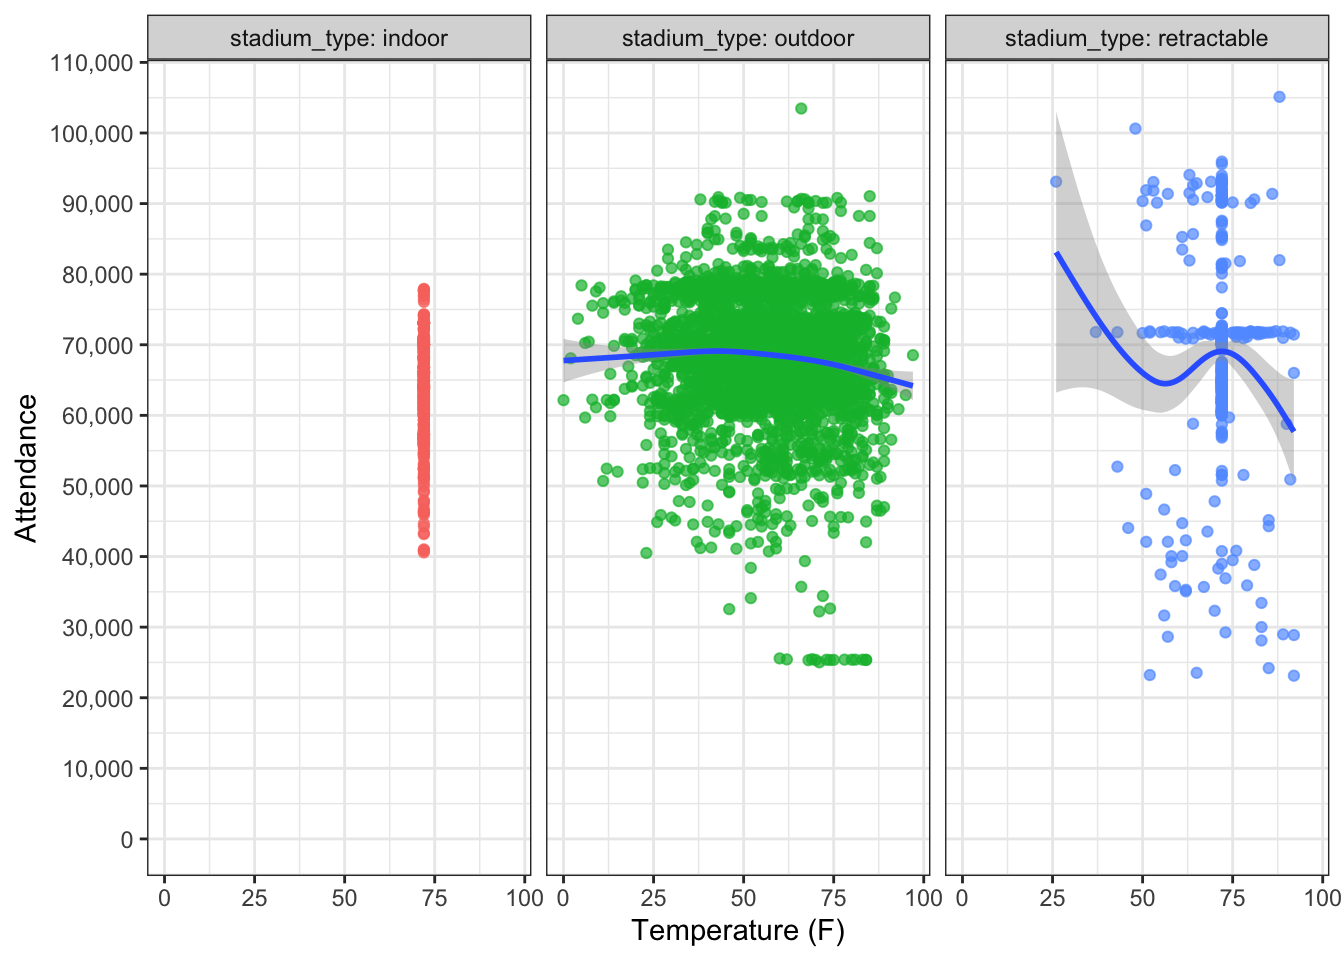 stadium_type: indoor
stadium_type: outdoor
stadium_type: retractable
110,000
100,000
90,000
80,000
70,000
60,000
50,000
40,000
30,000
20,000
10,000
0
Attendance
0 25 50 75 100
0 25 50 75 100
0 25 50 75 100
Temperature (F)